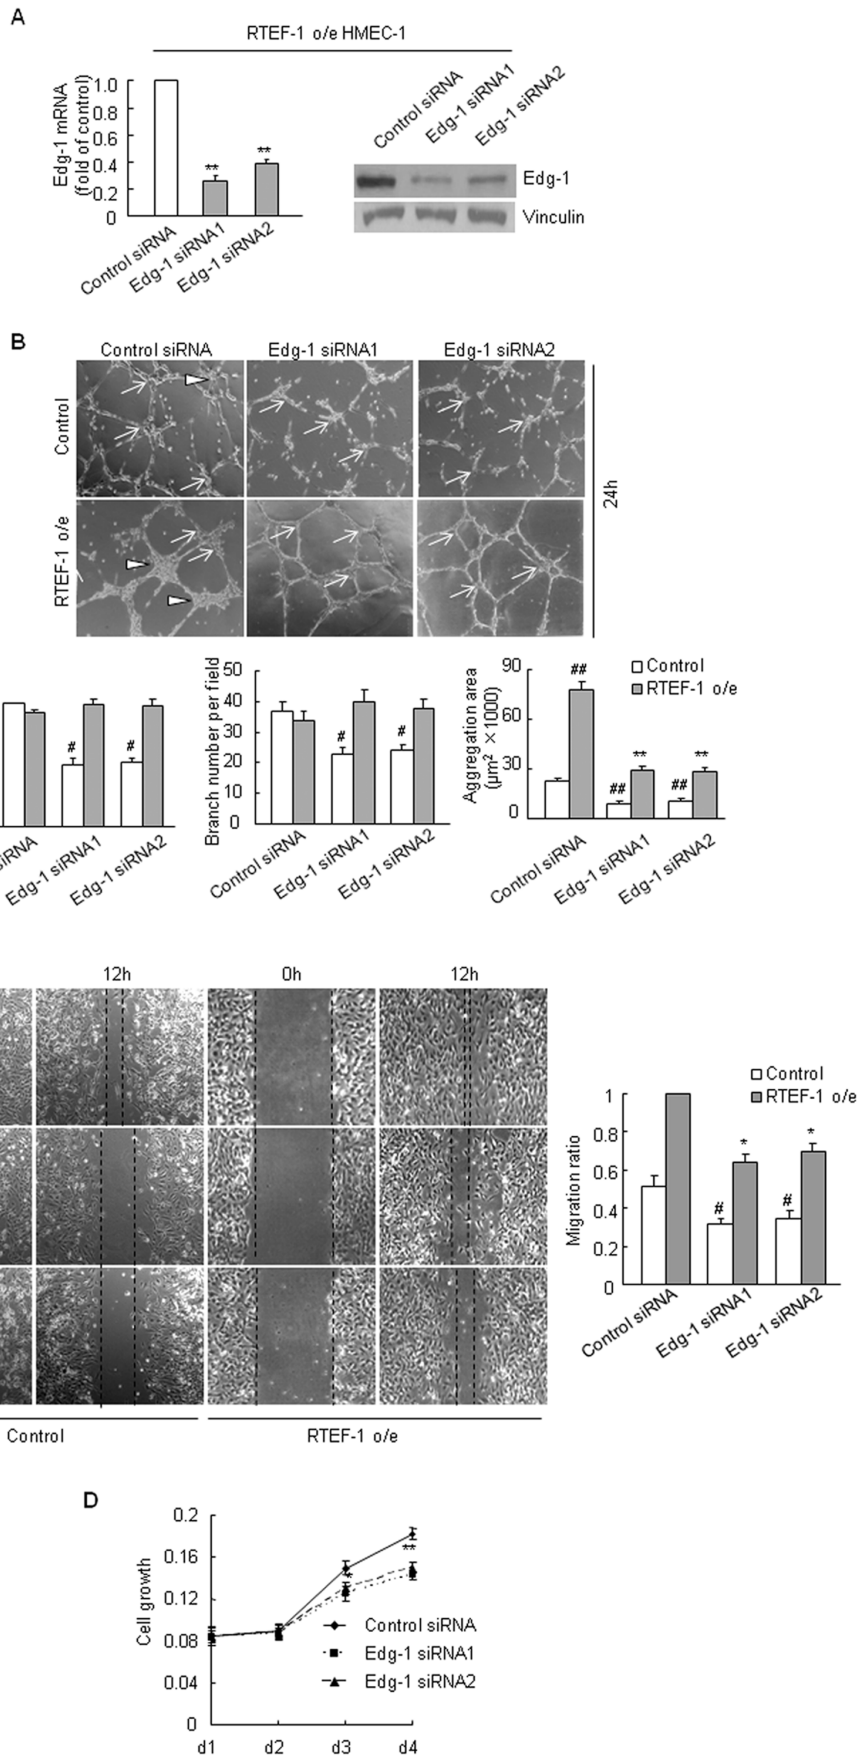 A
RTEF-1 o/e HMEC-1
Edg-1 mRNA
(fold of control)
1.0
0.8
0.6
0.4
0.2
0
**
**
Control siRNA
Edg-1 siRNA1
Edg-1 siRNA2
Control siRNA
Edg-1 siRNA1
Edg-1 siRNA2
Edg-1
Vinculin
B
Control siRNA
Edg-1 siRNA1
Edg-1 siRNA2
Control
RTEF-1 o/e
24h
#
#
siRNA
Edg-1 siRNA1
Edg-1 siRNA2
Branch number per field
50
40
30
20
10
0
#
#
Control siRNA
Edg-1 siRNA1
Edg-1 siRNA2
Aggregation area
(μm² ×1000)
90
60
30
0
##
##
**
##
**
Control
RTEF-1 o/e
Control siRNA
Edg-1 siRNA1
Edg-1 siRNA2
12h
0h
12h
Control
RTEF-1 o/e
Control
RTEF-1 o/e
Migration ratio
1
0.8
0.6
0.4
0.2
0
#
*
#
*
Control siRNA
Edg-1 siRNA1
Edg-1 siRNA2
D
Cell growth
0.2
0.16
0.12
0.08
0.04
0
*
**
Control siRNA
Edg-1 siRNA1
Edg-1 siRNA2
d1
d2
d3
d4